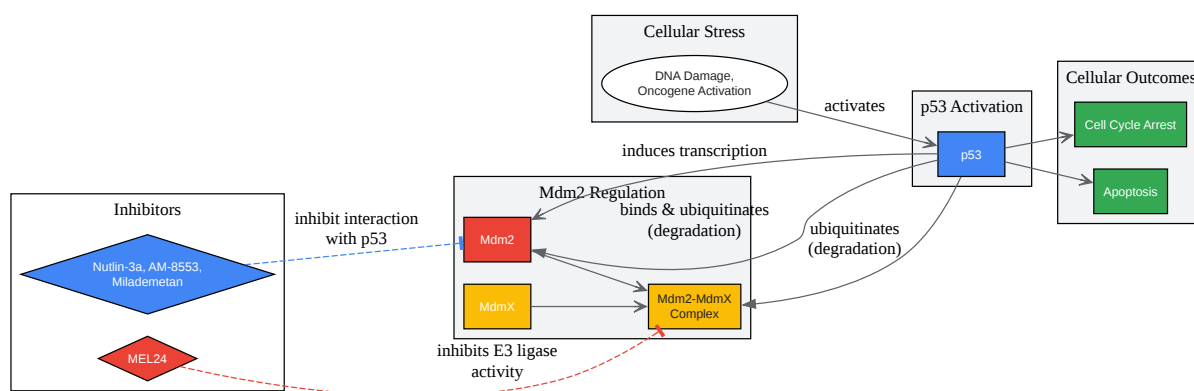 Cellular Stress
DNA Damage,
Oncogene Activation
activates
p53 Activation
p53
Cellular Outcomes
Cell Cycle Arrest
Apoptosis
induces transcription
Mdm2 Regulation
binds & ubiquitinates
(degradation)
ubiquitinates
(degradation)
Mdm2
MdmX
Mdm2-MdmX
Complex
Inhibitors
inhibit interaction
with p53
Nutlin-3a, AM-8553,
Milademetan
MEL24
inhibits E3 ligase
activity